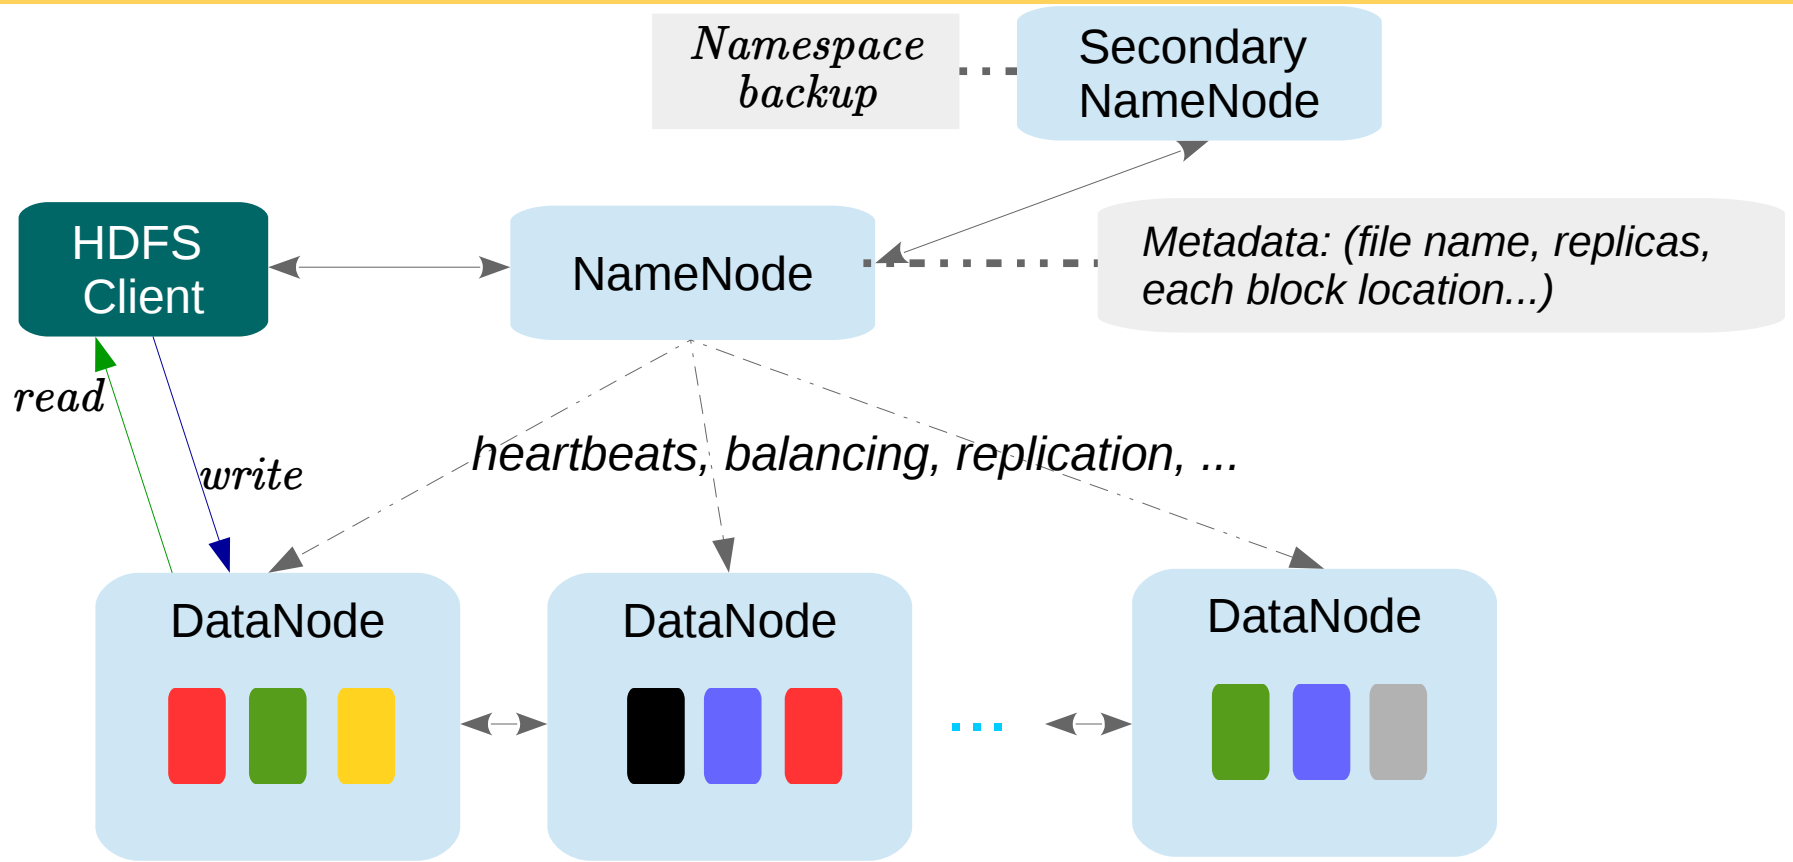 Namespace
backup
Secondary
NameNode
HDFS
Client
NameNode
Metadata: (file name, replicas,
each block location...)
read
write
heartbeats, balancing, replication, ...
DataNode
DataNode
DataNode
...